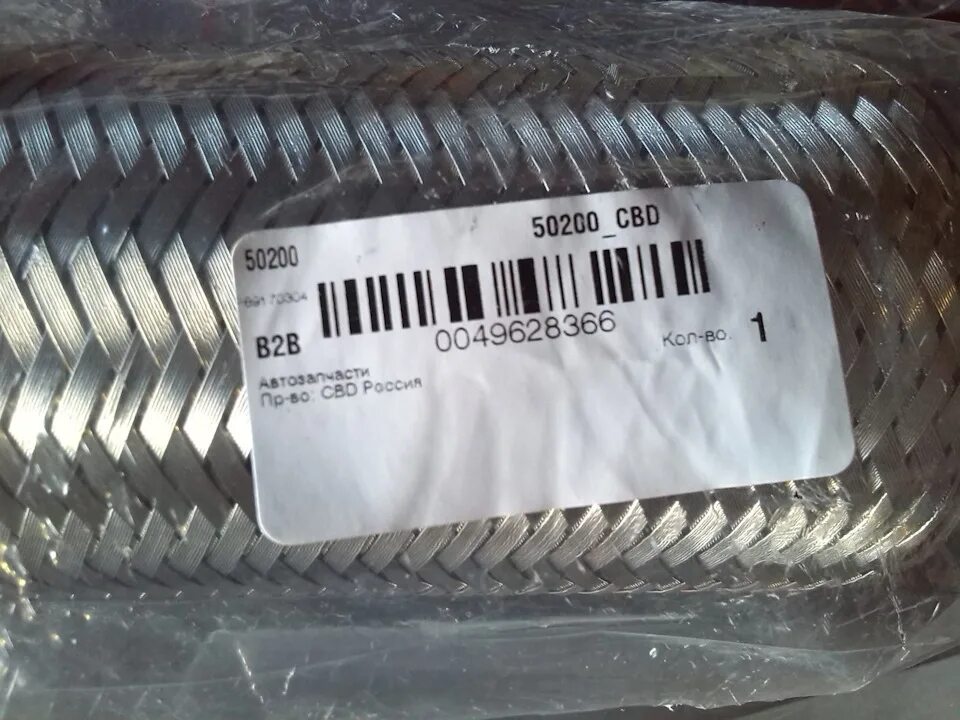 50200
50200_CBD
0049628366
B2B
Кол-во. 1
Автозапчасти
Пр-во: CBD Россия